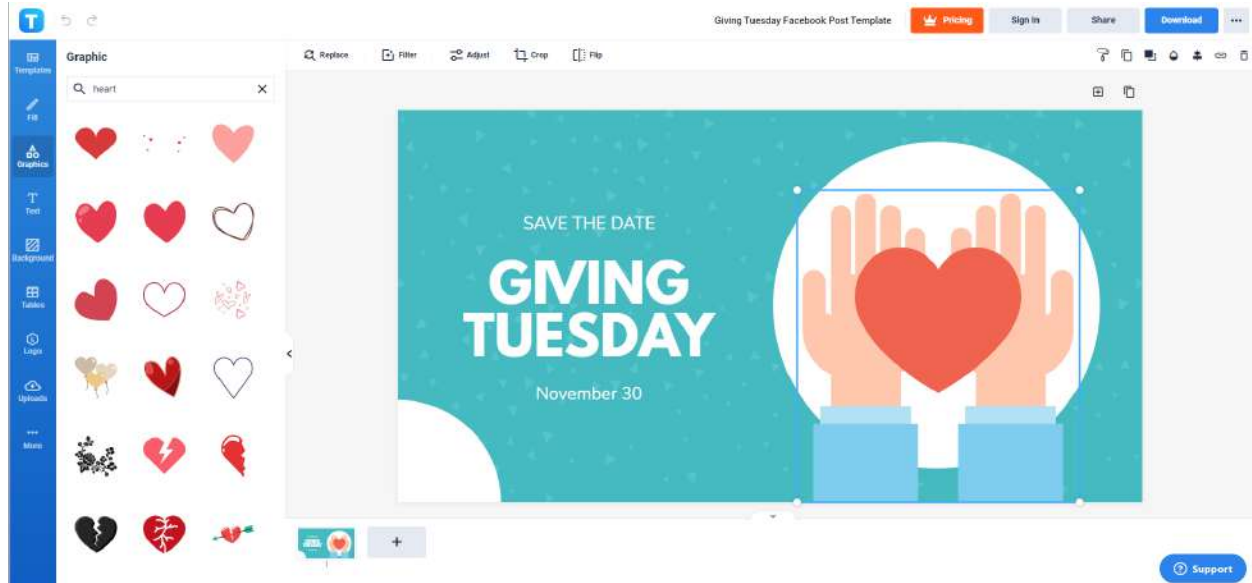 T
Giving Tuesday Facebook Post Template
Pricing
Sign In
Share
Download
Templates
Fill
Graphics
Text
Background
Tables
Logo
Uploads
More
Graphic
heart
Replace
Filter
Adjust
Crop
Flip
SAVE THE DATE
GIVING
TUESDAY
November 30
Support